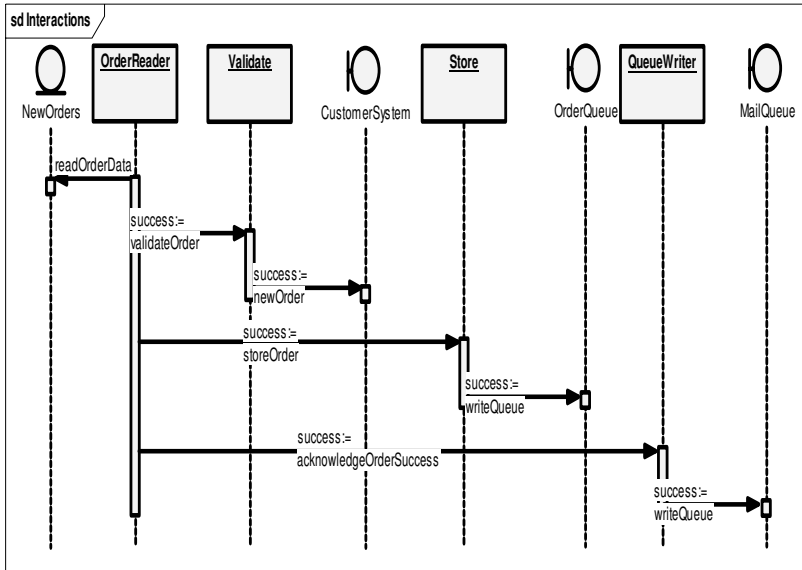 sd Interactions
OrderReader
Validate
Store
QueueWriter
NewOrders
CustomerSystem
OrderQueue
MailQueue
readOrderData
success:=
validateOrder
success:=
newOrder
success:=
storeOrder
success:=
writeQueue
success:=
acknowledgeOrderSuccess
success:=
writeQueue